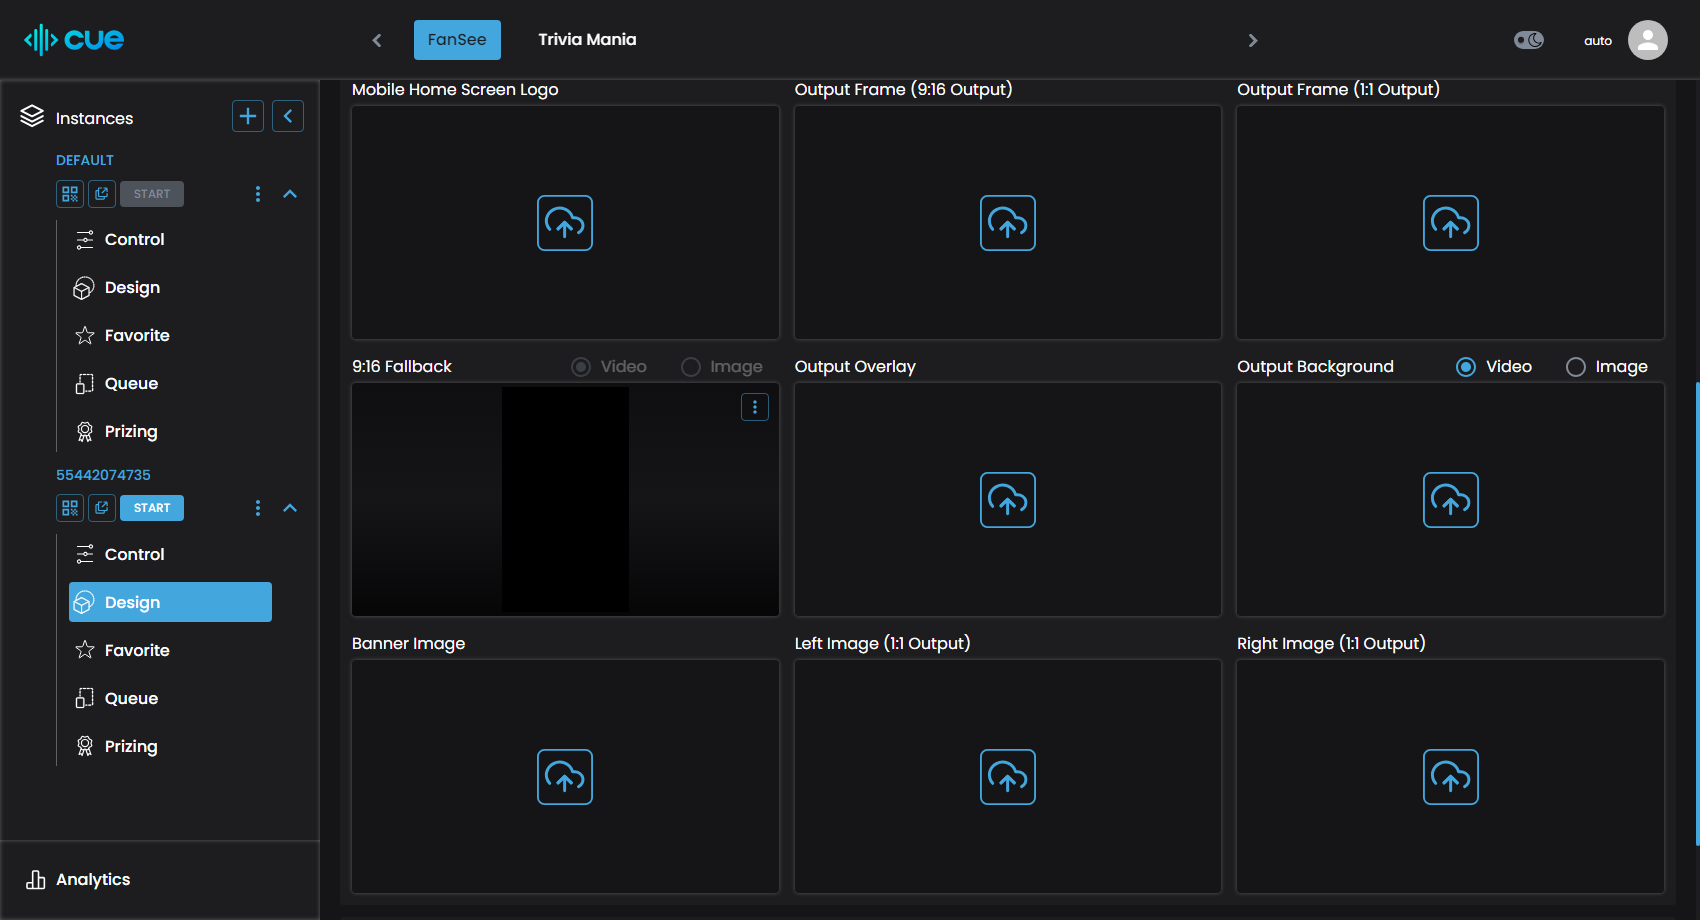 cue
FanSee
Trivia Mania
auto
Instances
DEFAULT
START
Control
Design
Favorite
Queue
Prizing
55442074735
START
Control
Design
Favorite
Queue
Prizing
Analytics
Mobile Home Screen Logo
Output Frame (9:16 Output)
Output Frame (1:1 Output)
9:16 Fallback
Video
Image
Output Overlay
Output Background
Video
Image
Banner Image
Left Image (1:1 Output)
Right Image (1:1 Output)